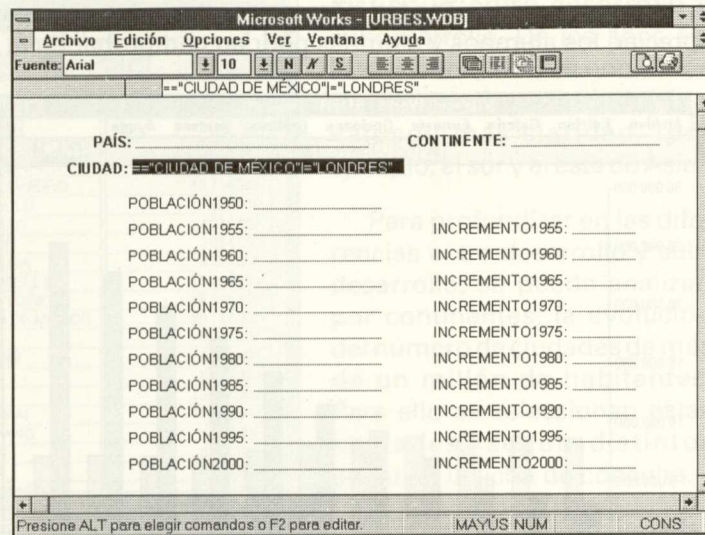 Microsoft Works - [URBES.WDB]
Archivo Edición Opciones Ver Ventana Ayuda
Fuente: Arial 10 N K S
=="CIUDAD DE MÉXICO"|="LONDRES"
PAÍS: CONTINENTE:
CIUDAD: =="CIUDAD DE MÉXICO"|="LONDRES"
POBLACIÓN1950:
POBLACION1955: INCREMENTO1955:
POBLACIÓN1960: INCREMENTO1960:
POBLACIÓN1965: INCREMENTO1965:
POBLACIÓN1970: INCREMENTO1970:
POBLACIÓN1975: INCREMENTO1975:
POBLACIÓN1980: INCREMENTO1980:
POBLACIÓN1985: INCREMENTO1985:
POBLACIÓN1990: INCREMENTO1990:
POBLACIÓN1995: INCREMENTO1995:
POBLACIÓN2000: INCREMENTO2000:
Presione ALT para elegir comandos o F2 para editar. MAYÚS NUM CONS